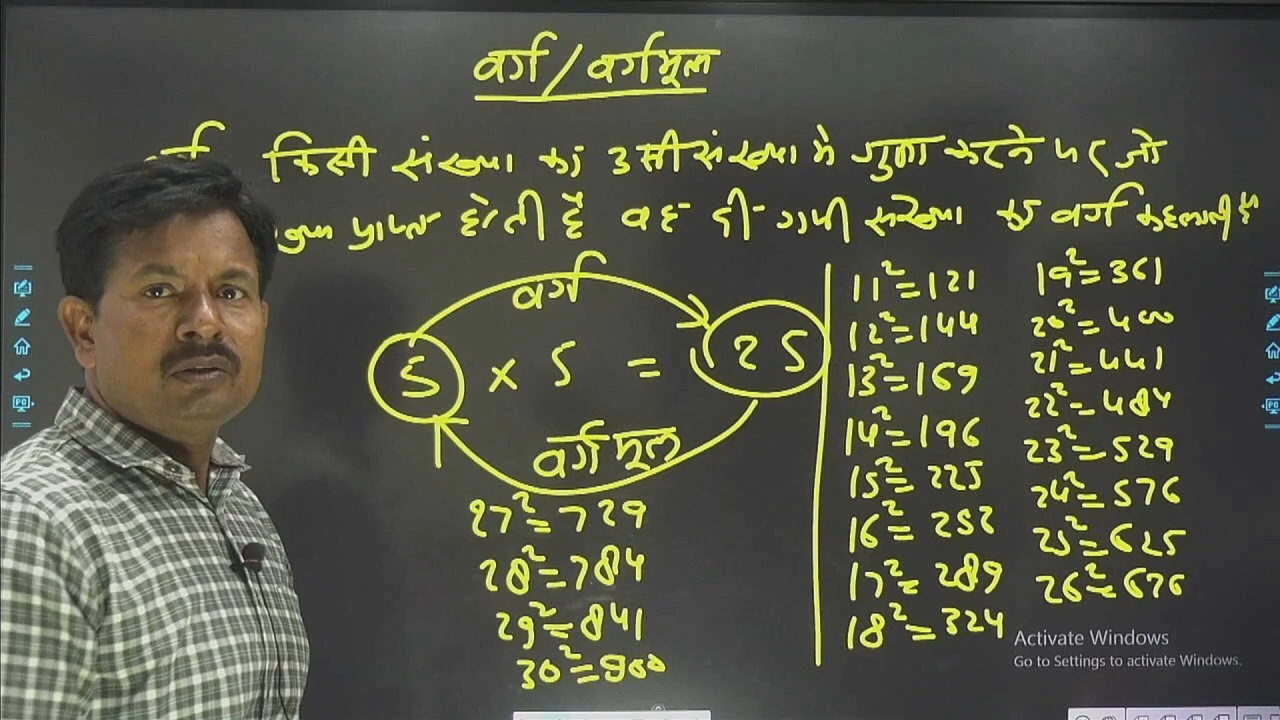 वर्ग / वर्गमूल
किसी संख्या का उसी संख्या में गुणा करने पर जो
प्राप्त होती है वह दी गयी संख्या का वर्ग कहलाती है
वर्ग
5 × 5 = 25
वर्गमूल
27²=729
28²=784
29²=841
30²=900
11²=121
12²=144
13²=169
14²=196
15²=225
16²=252
17²=289
18²=324
19²=361
20²=400
21²=441
22²=484
23²=529
24²=576
25²=625
26²=676
Activate Windows
Go to Settings to activate Windows.